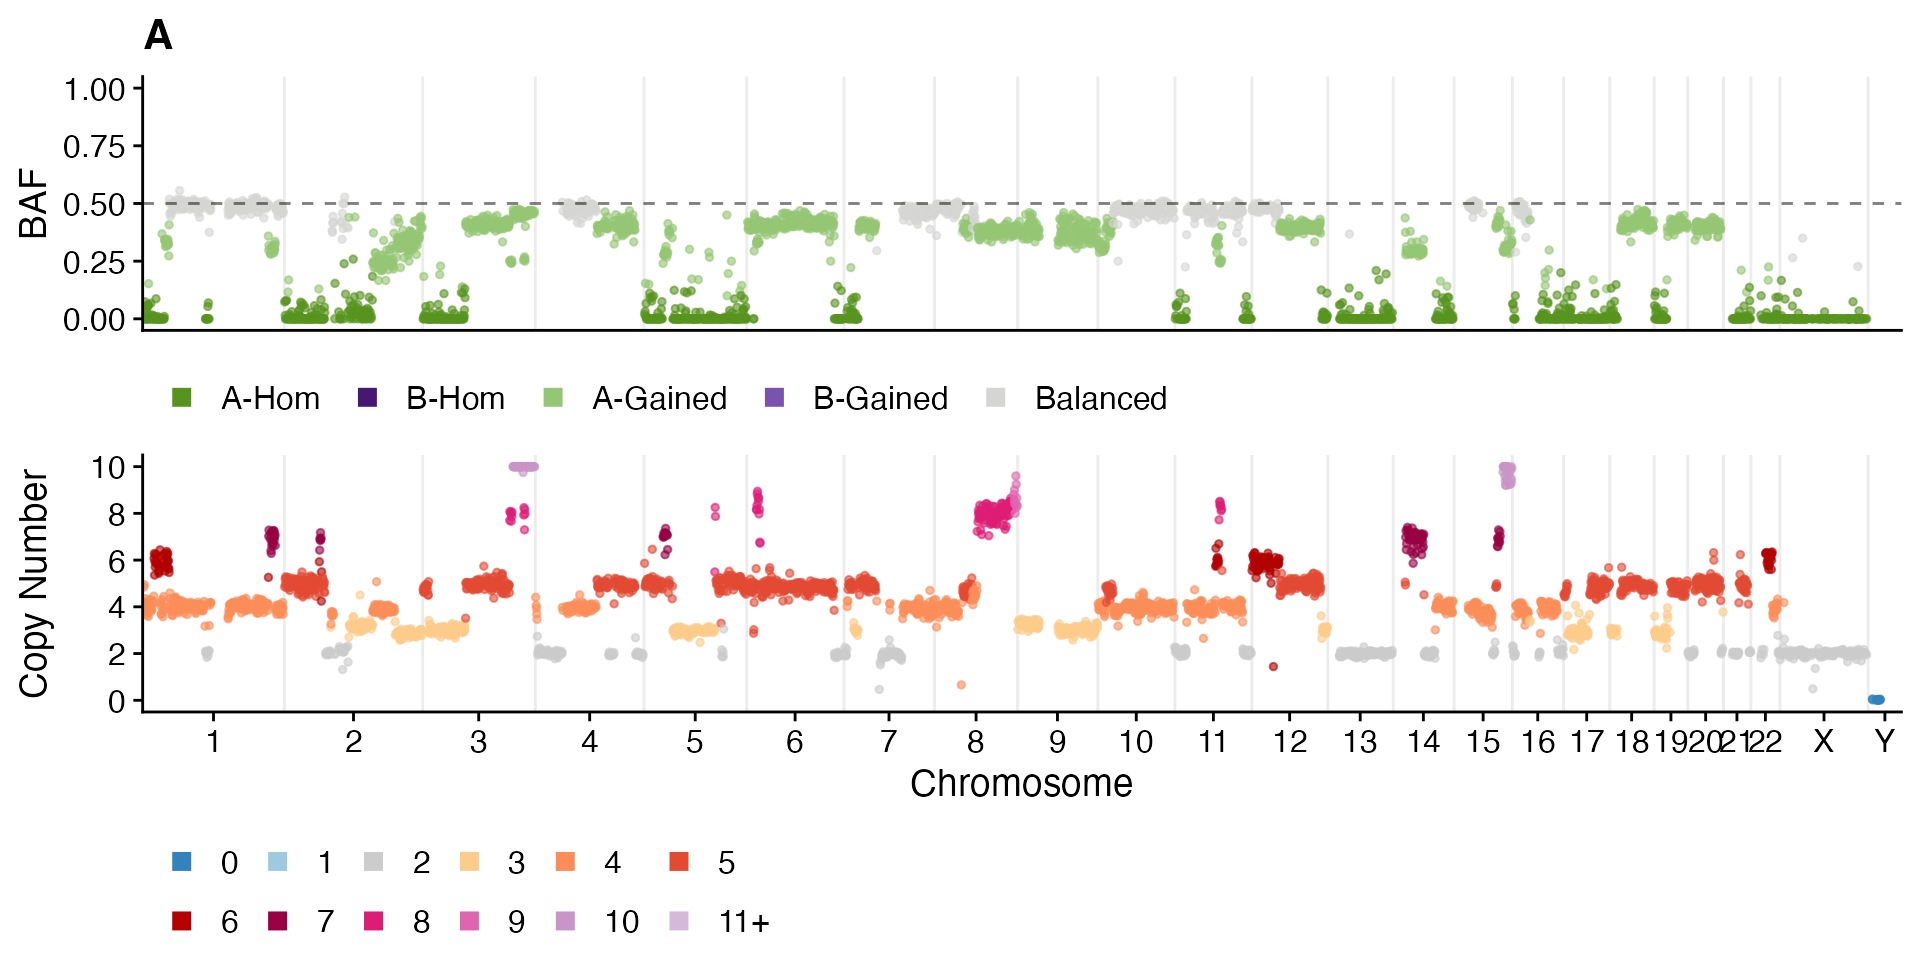 A
1.00
0.75
0.50
0.25
0.00
BAF
A-Hom B-Hom A-Gained B-Gained Balanced
10
8
6
4
2
0
Copy Number
1 2 3 4 5 6 7 8 9 10 11 12 13 14 15 16 17 18 19 20 21 22 X Y
Chromosome
0 1 2 3 4 5
6 7 8 9 10 11+